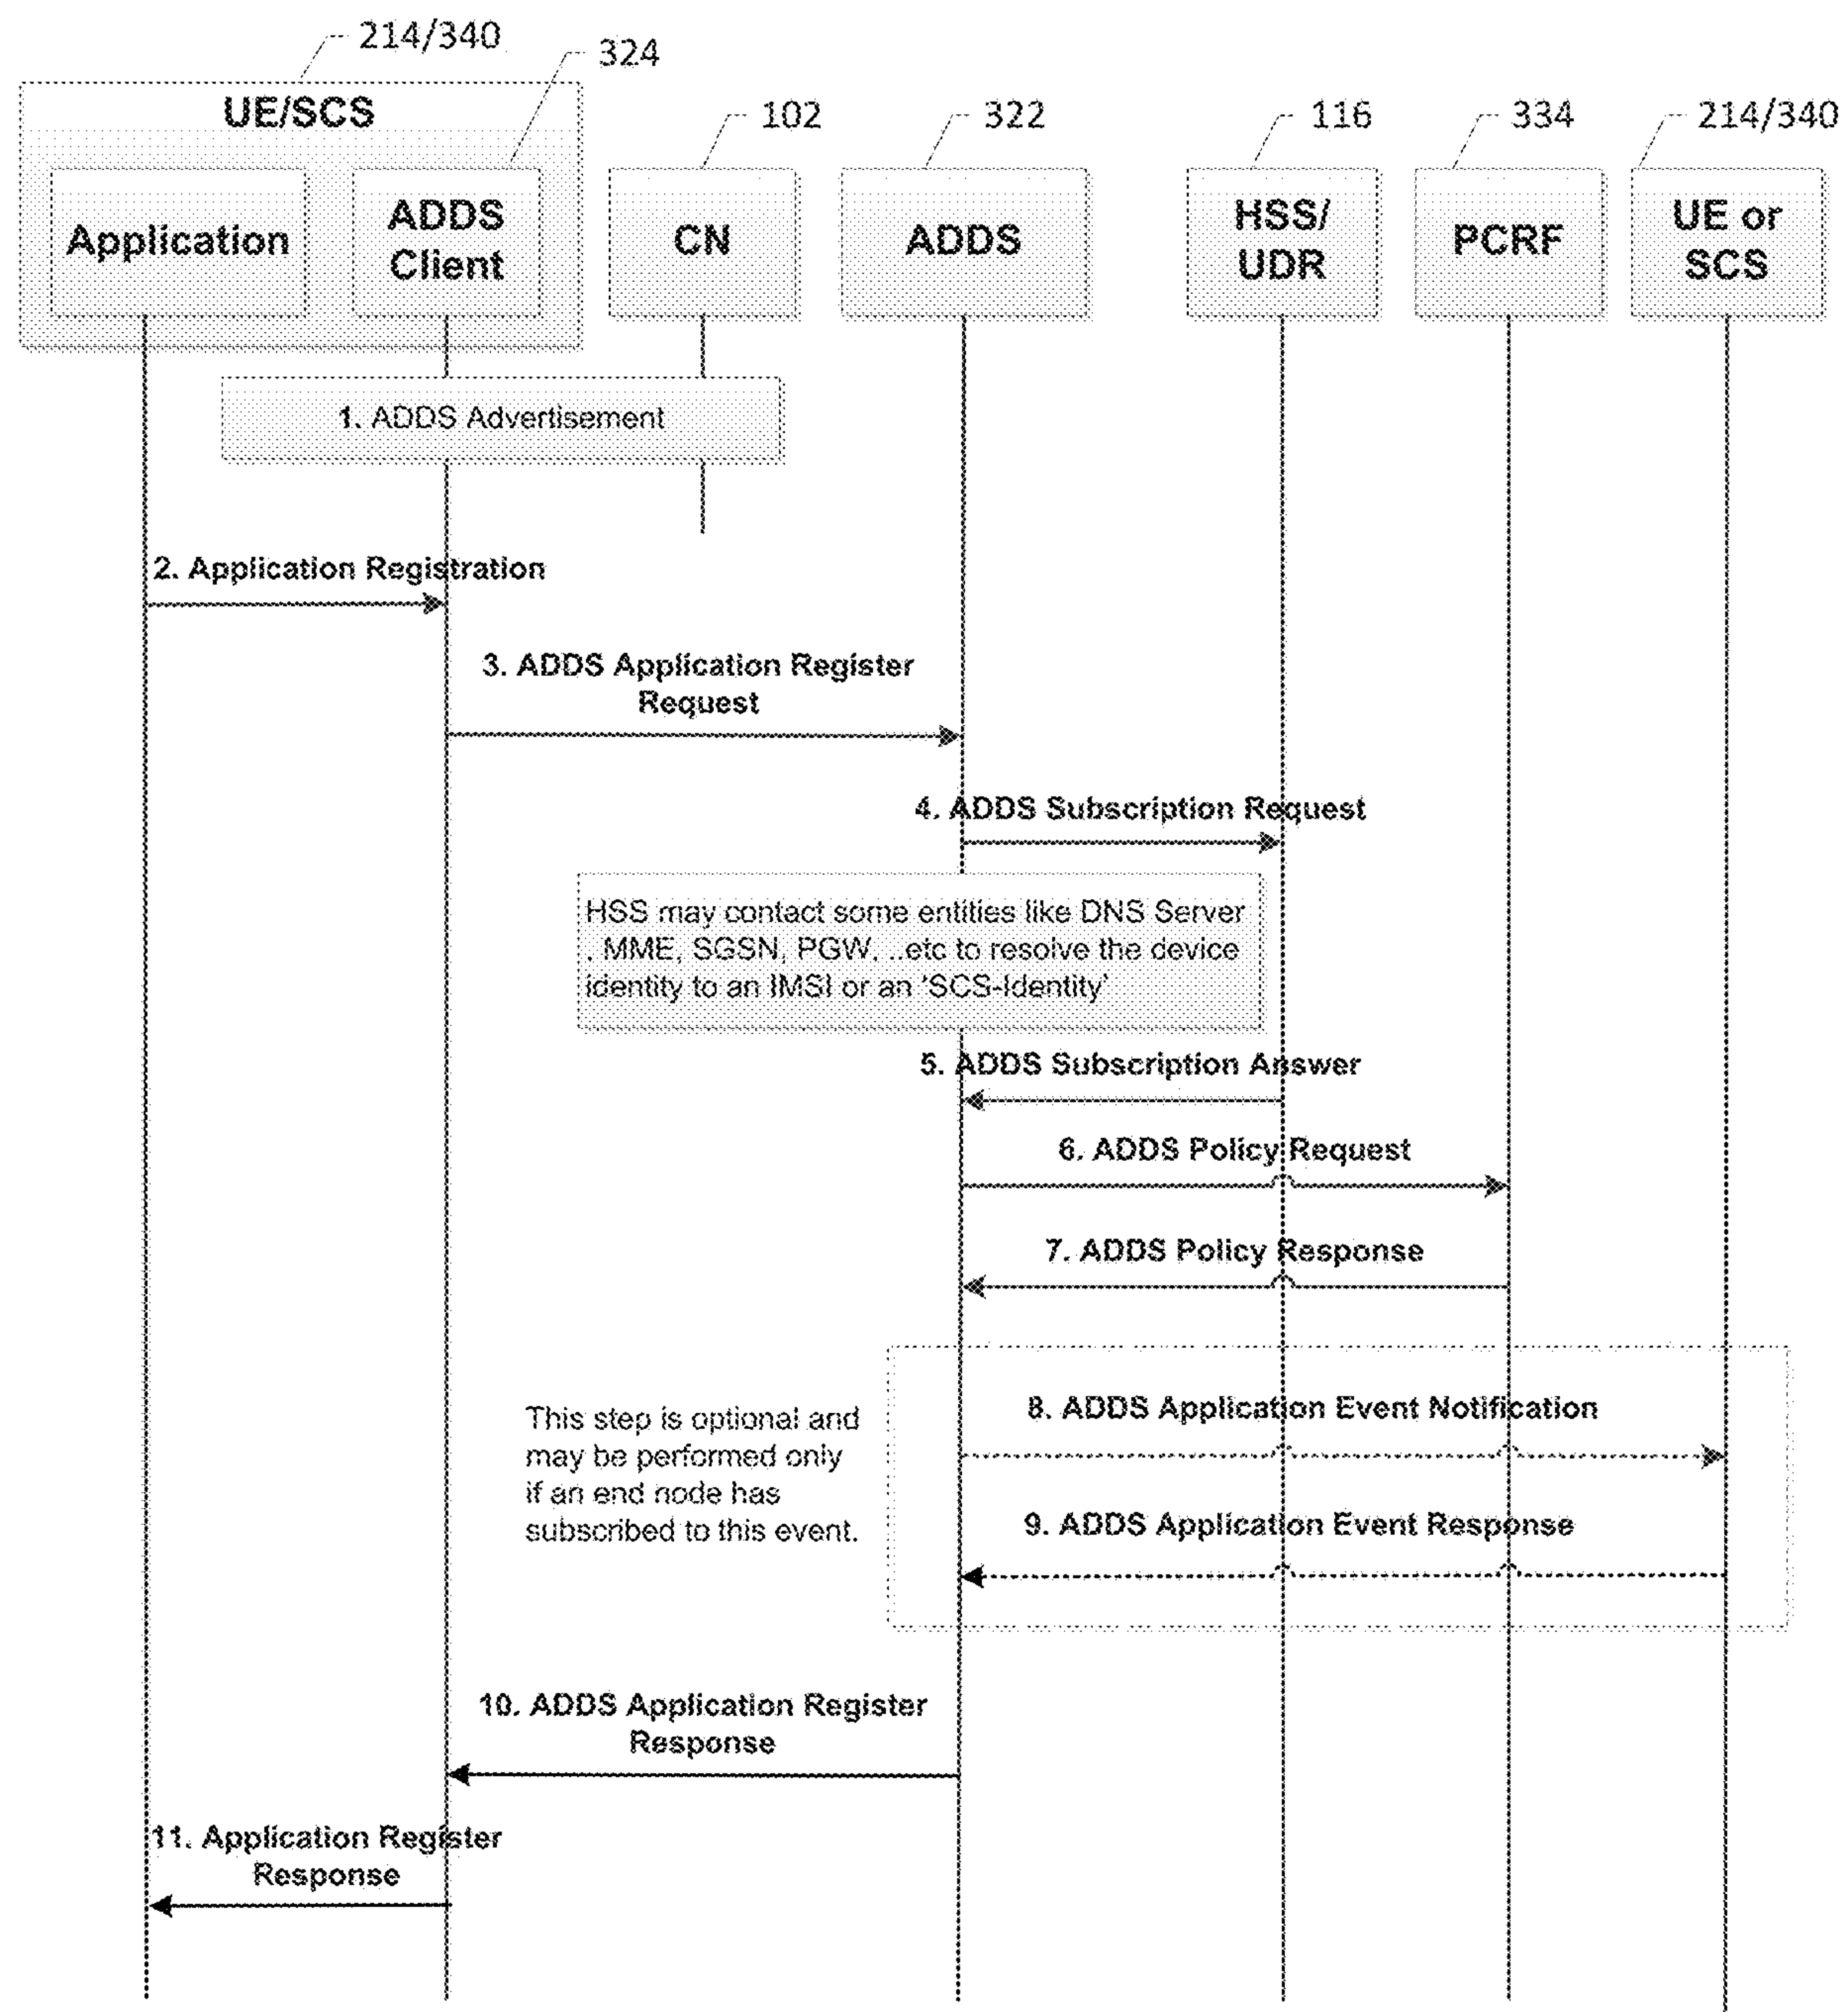 214/340
324
UE/SCS
102
322
116
334
214/340
Application
ADDS
Client
CN
ADDS
HSS/
UDR
PCRF
UE or
SCS
1. ADDS Advertisement
2. Application Registration
3. ADDS Application Register
Request
4. ADDS Subscription Request
HSS may contact some entities like DNS Server
, MME, SGSN, PGW, ..etc to resolve the device
identity to an IMSI or an 'SCS-Identity'
5. ADDS Subscription Answer
6. ADDS Policy Request
7. ADDS Policy Response
This step is optional and
may be performed only
if an end node has
subscribed to this event.
8. ADDS Application Event Notification
9. ADDS Application Event Response
10. ADDS Application Register
Response
11. Application Register
Response